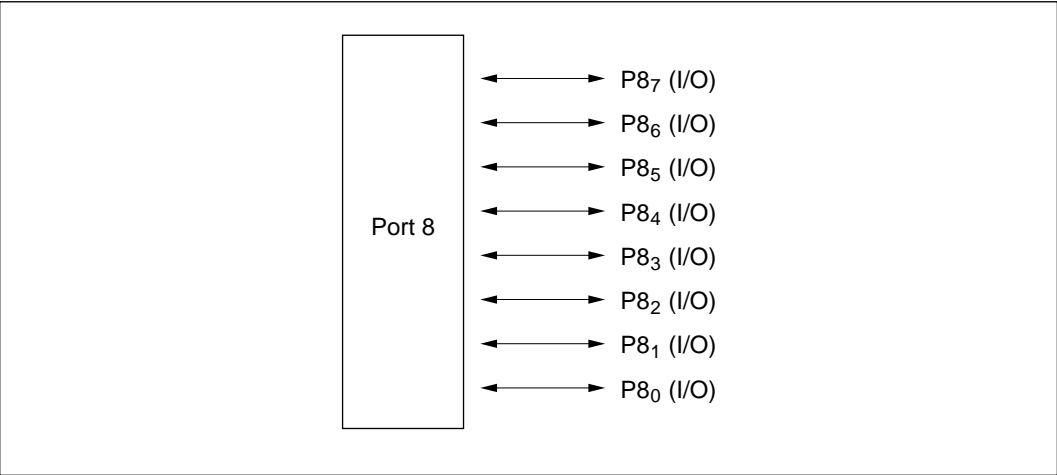 P8₇ (I/O)
P8₆ (I/O)
P8₅ (I/O)
P8₄ (I/O)
Port 8
P8₃ (I/O)
P8₂ (I/O)
P8₁ (I/O)
P8₀ (I/O)